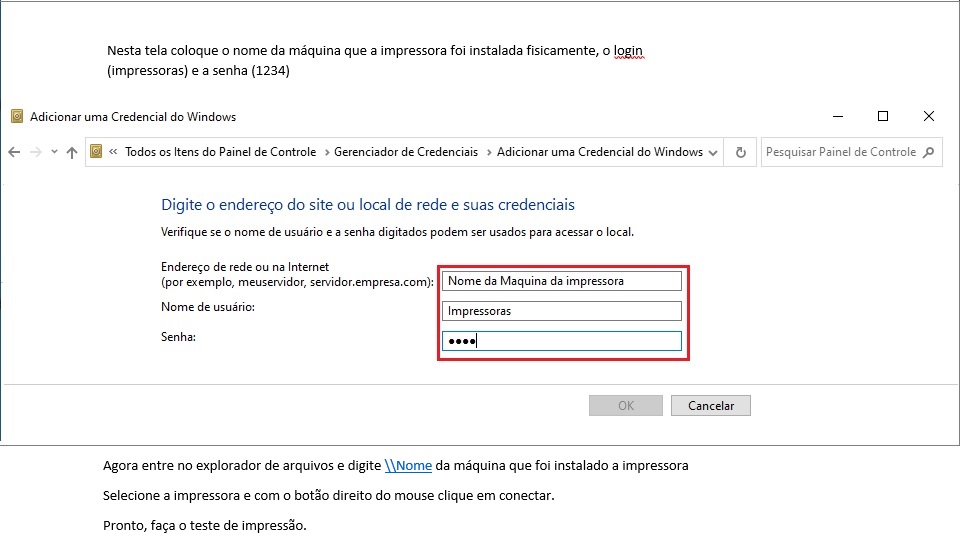 Nesta tela coloque o nome da máquina que a impressora foi instalada fisicamente, o login
(impressoras) e a senha (1234)
Adicionar uma Credencial do Windows
« Todos os Itens do Painel de Controle > Gerenciador de Credenciais > Adicionar uma Credencial do Windows
Pesquisar Painel de Controle
Digite o endereço do site ou local de rede e suas credenciais
Verifique se o nome de usuário e a senha digitados podem ser usados para acessar o local.
Endereço de rede ou na Internet
(por exemplo, meuservidor, servidor.empresa.com): Nome da Maquina da impressora
Nome de usuário: Impressoras
Senha: ●●●●
OK Cancelar
Agora entre no explorador de arquivos e digite \\Nome da máquina que foi instalado a impressora
Selecione a impressora e com o botão direito do mouse clique em conectar.
Pronto, faça o teste de impressão.